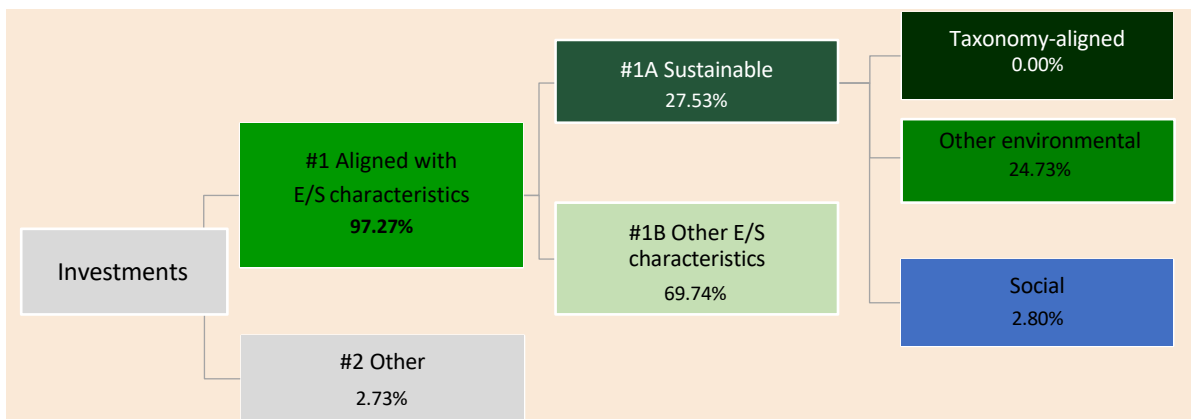 Investments
#1 Aligned with
E/S characteristics
97.27%
#2 Other
2.73%
#1A Sustainable
27.53%
#1B Other E/S
characteristics
69.74%
Taxonomy-aligned
0.00%
Other environmental
24.73%
Social
2.80%